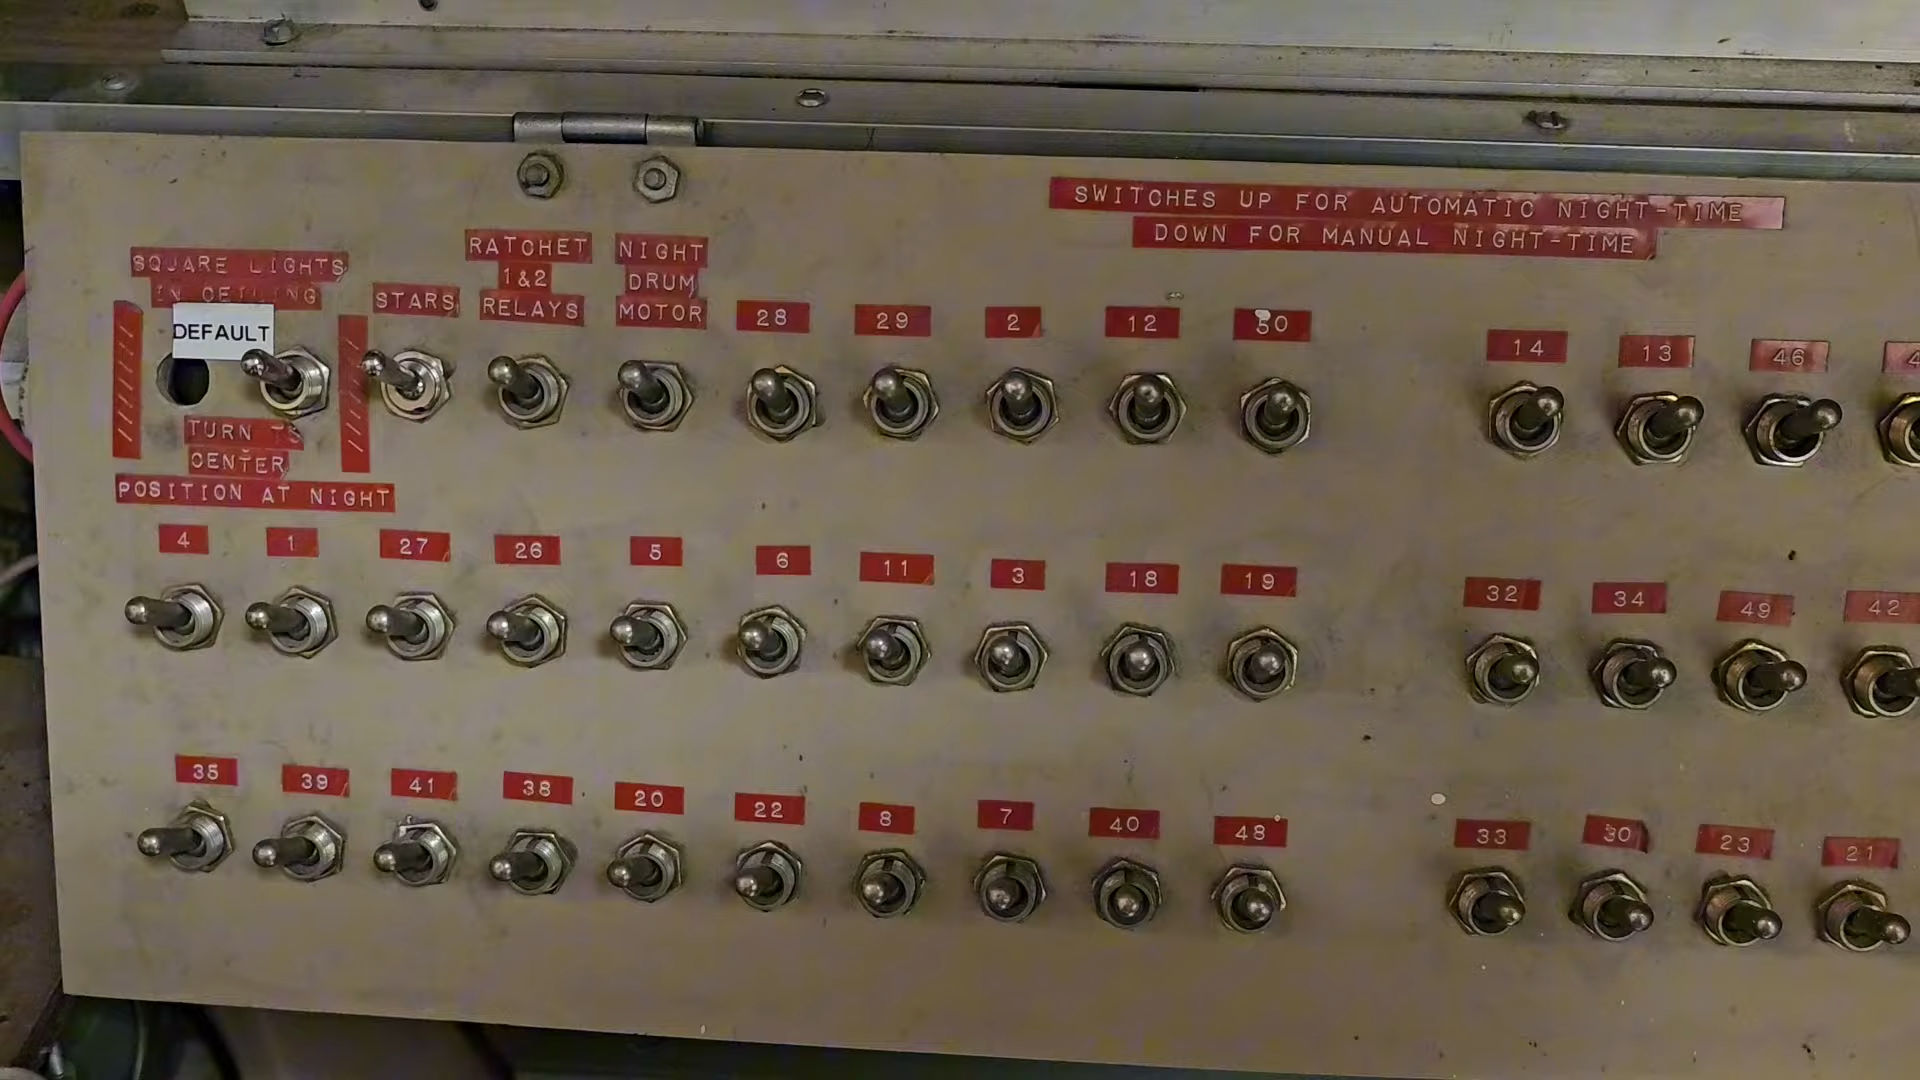 SWITCHES UP FOR AUTOMATIC NIGHT-TIME
DOWN FOR MANUAL NIGHT-TIME
SQUARE LIGHTS
IN CEILING
DEFAULT
TURN TO
CENTER
POSITION AT NIGHT
STARS
RATCHET
1&2
RELAYS
NIGHT
DRUM
MOTOR
28 29 2 12 50 14 13 46
4 1 27 26 5 6 11 3 18 19 32 34 49 42
35 39 41 38 20 22 8 7 40 48 33 30 23 21